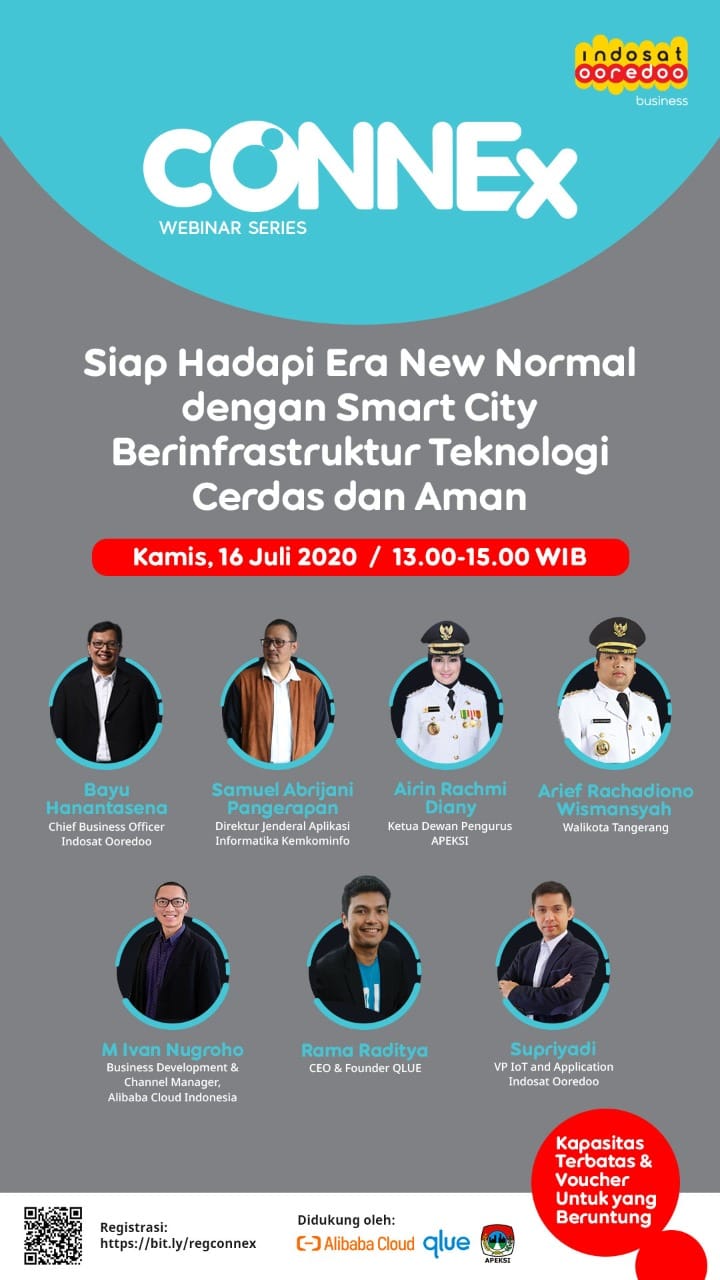 indosat
ooredoo
business
CONNEx
WEBINAR SERIES
Siap Hadapi Era New Normal
dengan Smart City
Berinfrastruktur Teknologi
Cerdas dan Aman
Kamis, 16 Juli 2020 / 13.00-15.00 WIB
Bayu
Hanantasena
Chief Business Officer
Indosat Ooredoo
Samuel Abrijani
Pangerapan
Direktur Jenderal Aplikasi
Informatika Kemkominfo
Airin Rachmi
Diany
Ketua Dewan Pengurus
APEKSI
Arief Rachadiono
Wismansyah
Walikota Tangerang
M Ivan Nugroho
Business Development &
Channel Manager,
Alibaba Cloud Indonesia
Rama Raditya
CEO & Founder QLUE
Supriyadi
VP IoT and Application
Indosat Ooredoo
Kapasitas
Terbatas &
Voucher
Untuk yang
Beruntung
Registrasi:
https://bit.ly/regconnex
Didukung oleh:
Alibaba Cloud
qlue
APEKSI